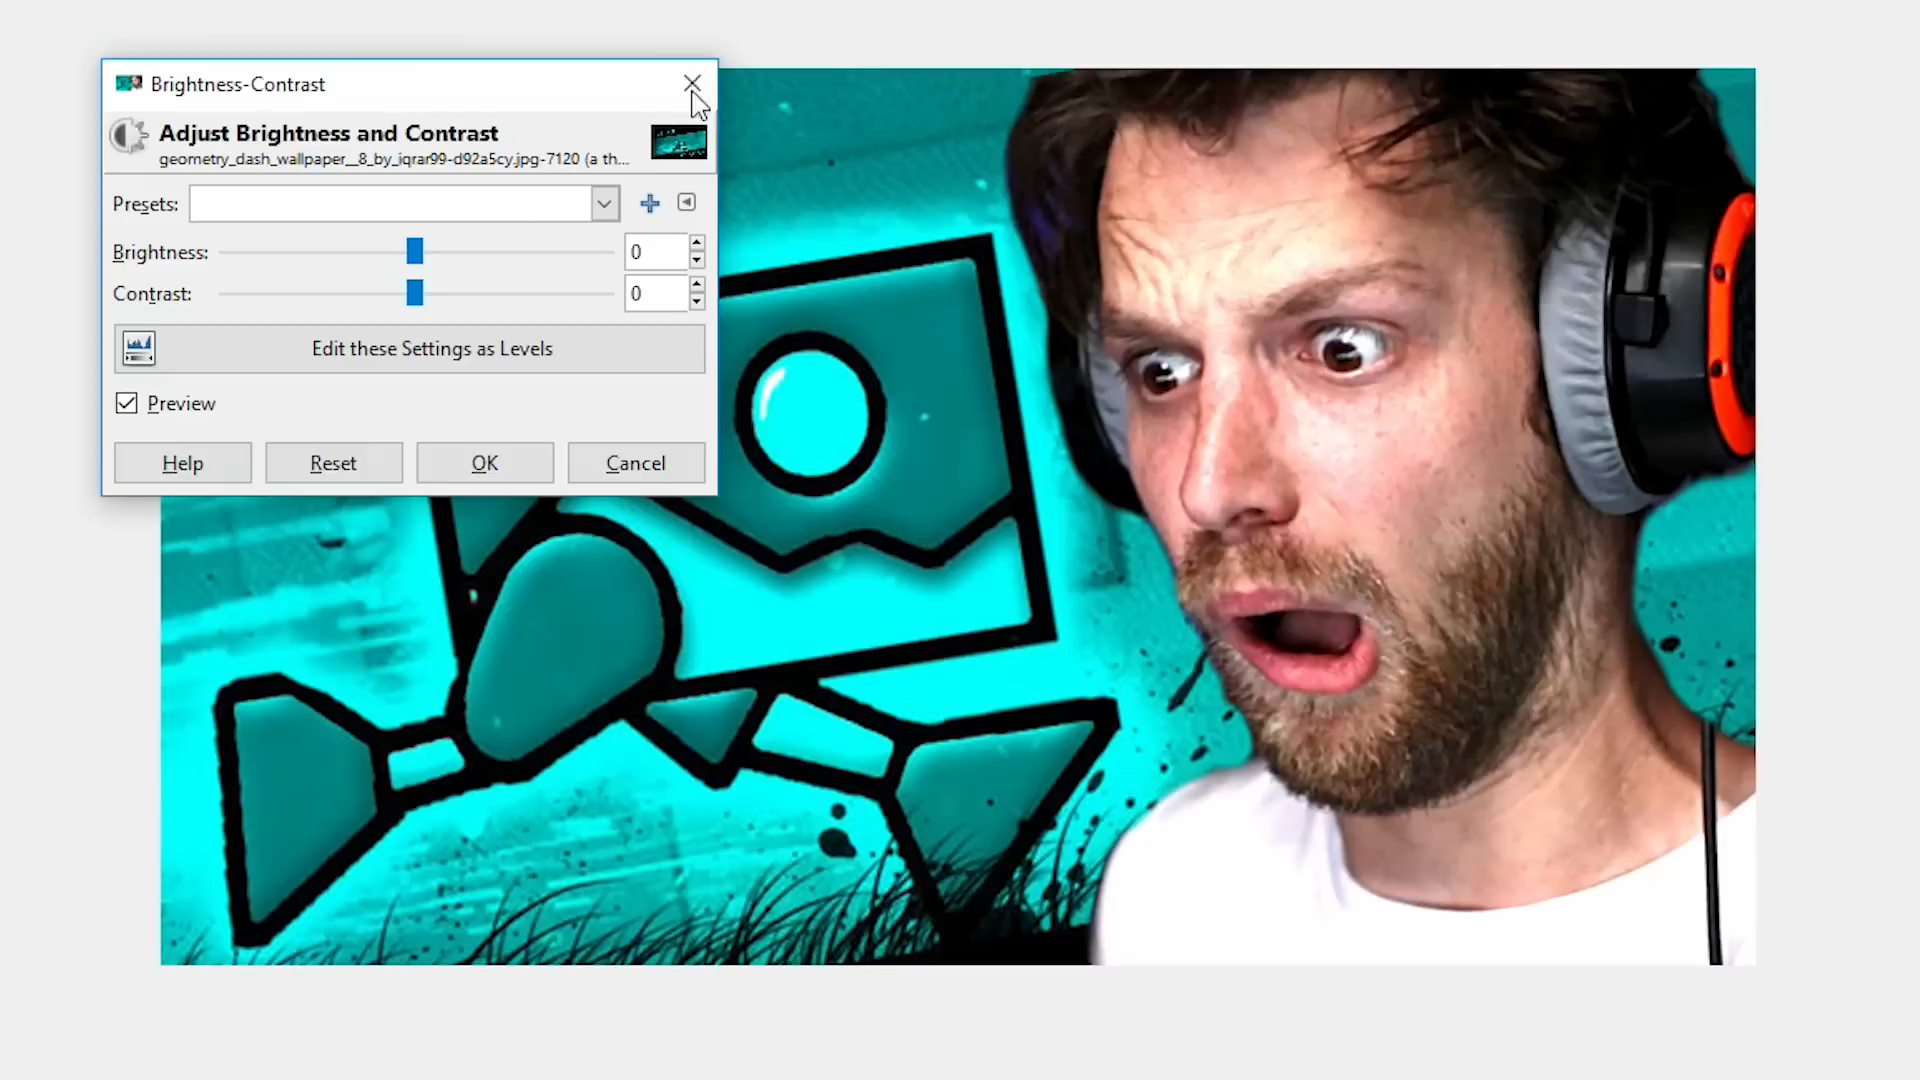 Brightness-Contrast
Adjust Brightness and Contrast
geometry_dash_wallpaper__8_by_iqrar99-d92a5cy.jpg-7120 (a th...
Presets:
Brightness: 0
Contrast: 0
Edit these Settings as Levels
Preview
Help Reset OK Cancel